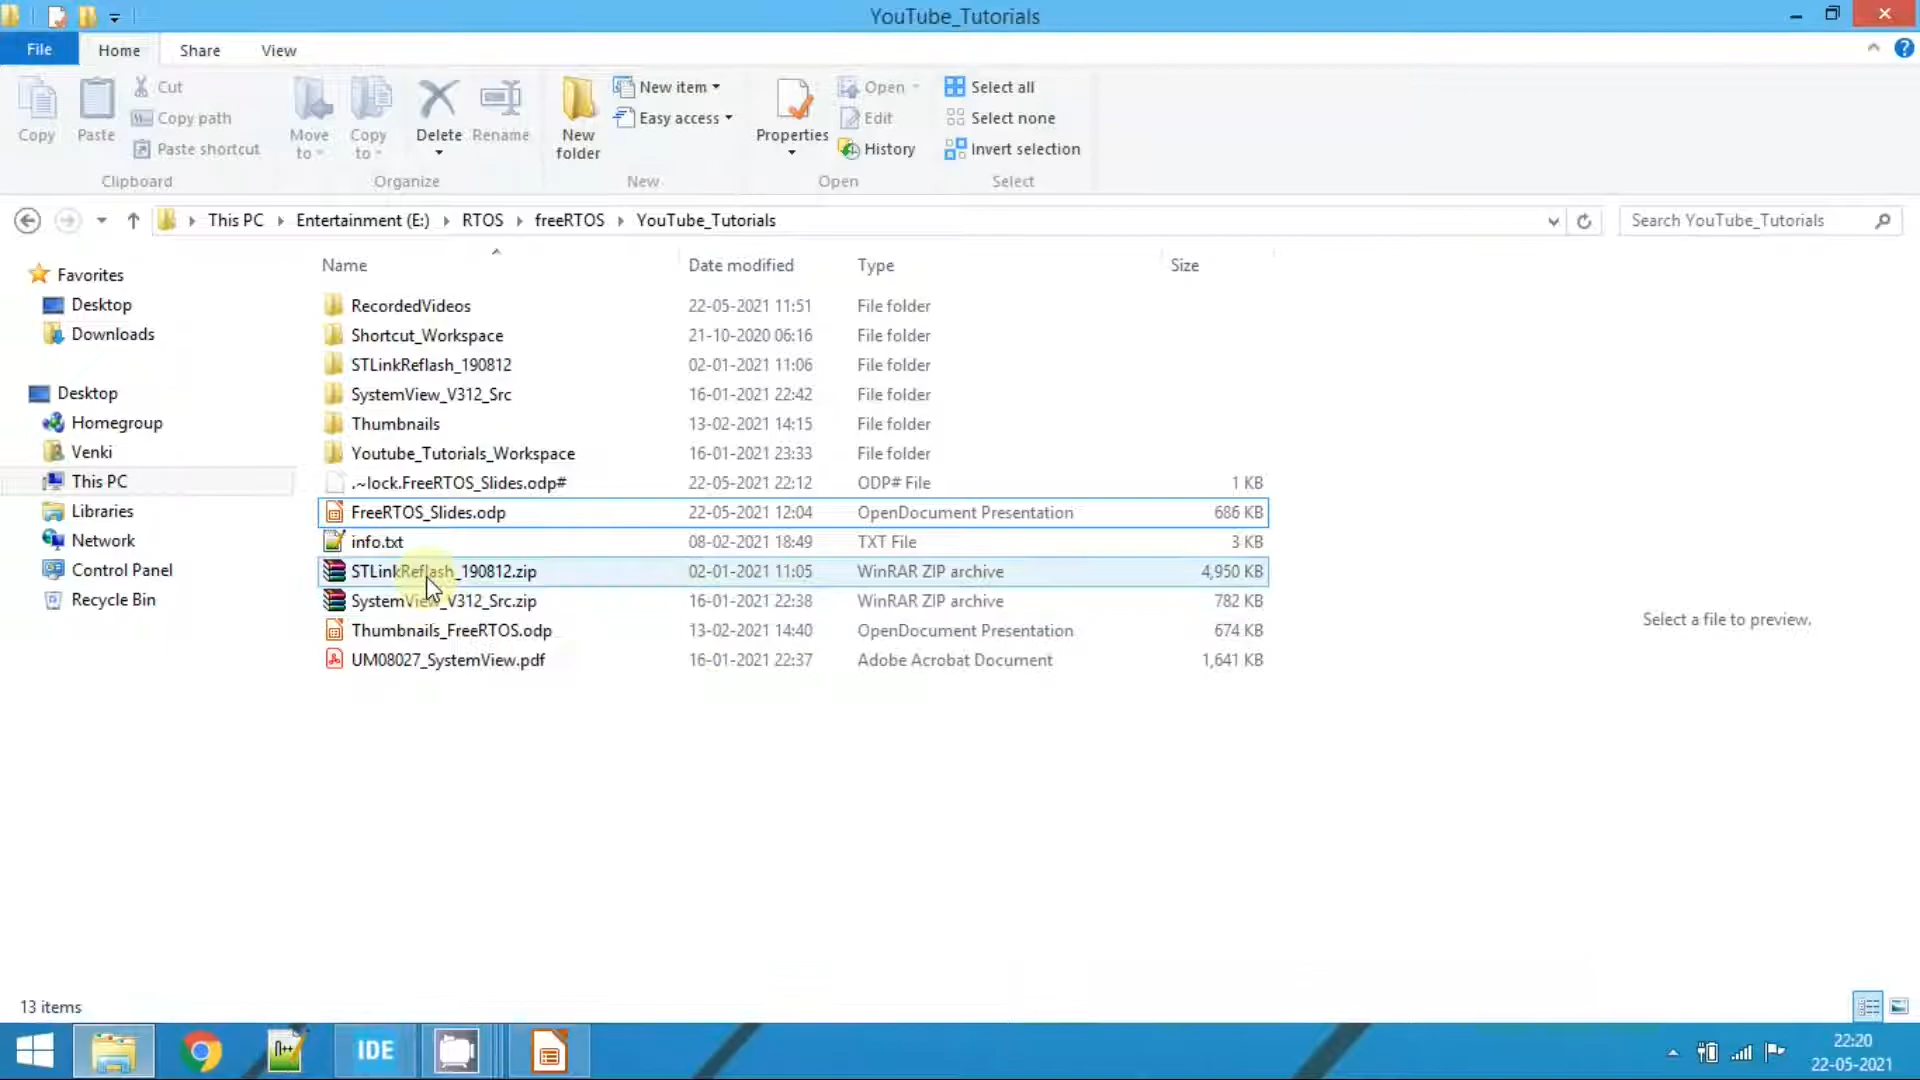 YouTube_Tutorials
File Home Share View
Copy
Paste
Cut
Copy path
Paste shortcut
Clipboard
Move to
Copy to
Delete
Rename
Organize
New folder
New item
Easy access
New
Properties
Open
Edit
History
Open
Select all
Select none
Invert selection
Select
This PC Entertainment (E:) RTOS freeRTOS YouTube_Tutorials
Search YouTube_Tutorials
Favorites
Desktop
Downloads
Desktop
Homegroup
Venki
This PC
Libraries
Network
Control Panel
Recycle Bin
Name Date modified Type Size
RecordedVideos 22-05-2021 11:51 File folder
Shortcut_Workspace 21-10-2020 06:16 File folder
STLinkReflash_190812 02-01-2021 11:06 File folder
SystemView_V312_Src 16-01-2021 22:42 File folder
Thumbnails 13-02-2021 14:15 File folder
Youtube_Tutorials_Workspace 16-01-2021 23:33 File folder
.~lock.FreeRTOS_Slides.odp# 22-05-2021 22:12 ODP# File 1 KB
FreeRTOS_Slides.odp 22-05-2021 12:04 OpenDocument Presentation 686 KB
info.txt 08-02-2021 18:49 TXT File 3 KB
STLinkReflash_190812.zip 02-01-2021 11:05 WinRAR ZIP archive 4,950 KB
SystemView_V312_Src.zip 16-01-2021 22:38 WinRAR ZIP archive 782 KB
Thumbnails_FreeRTOS.odp 13-02-2021 14:40 OpenDocument Presentation 674 KB
UM08027_SystemView.pdf 16-01-2021 22:37 Adobe Acrobat Document 1,641 KB
Select a file to preview.
13 items
IDE
22:20
22-05-2021